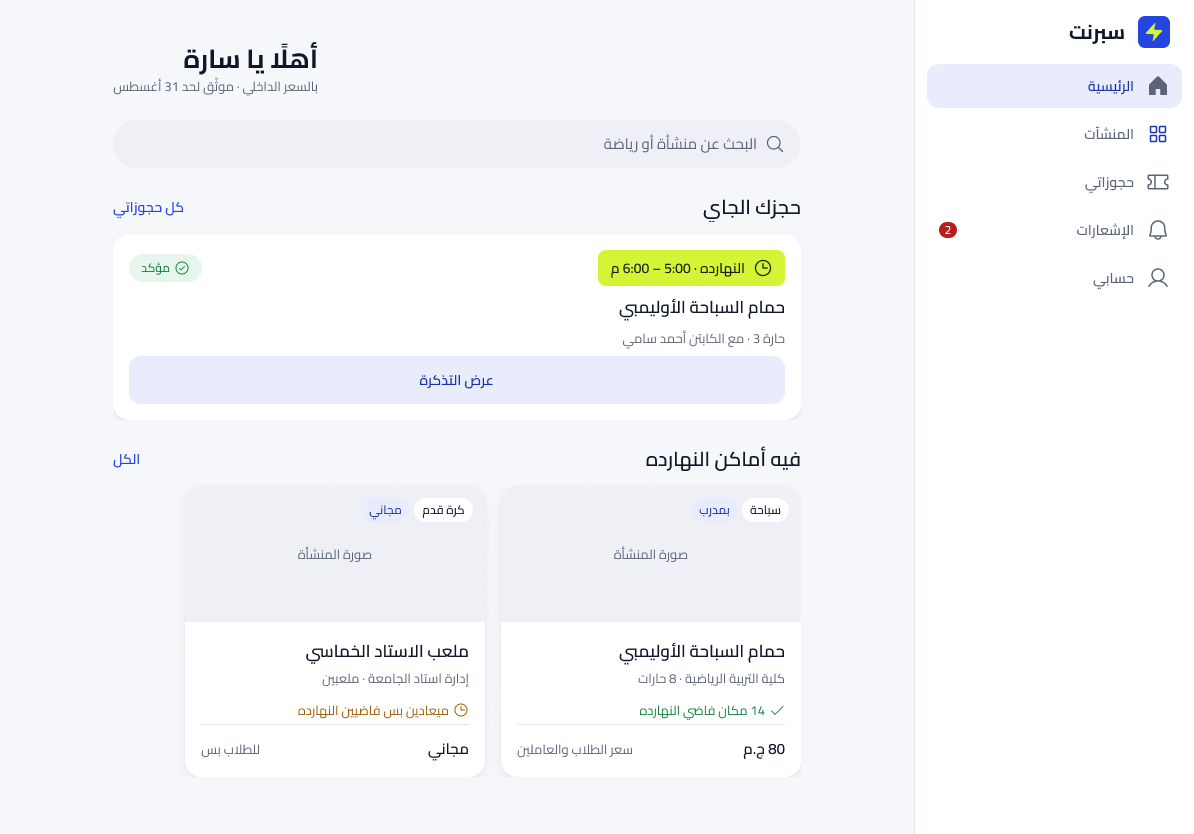 سبرنت
الرئيسية
المنشآت
حجوزاتي
الإشعارات
2
حسابي
أهلًا يا سارة
بالسعر الداخلي · موثّق لحد 31 أغسطس
البحث عن منشأة أو رياضة
حجزك الجاي
كل حجوزاتي
النهارده · 5:00 – 6:00 م
مؤكد
حمام السباحة الأوليمبي
حارة 3 · مع الكابتن أحمد سامي
عرض التذكرة
فيه أماكن النهارده
الكل
سباحة
بمدرب
صورة المنشأة
حمام السباحة الأوليمبي
كلية التربية الرياضية · 8 حارات
14 مكان فاضي النهارده
80 ج.م
سعر الطلاب والعاملين
كرة قدم
مجاني
صورة المنشأة
ملعب الاستاد الخماسي
إدارة استاد الجامعة · ملعبين
ميعادين بس فاضيين النهارده
مجاني
للطلاب بس